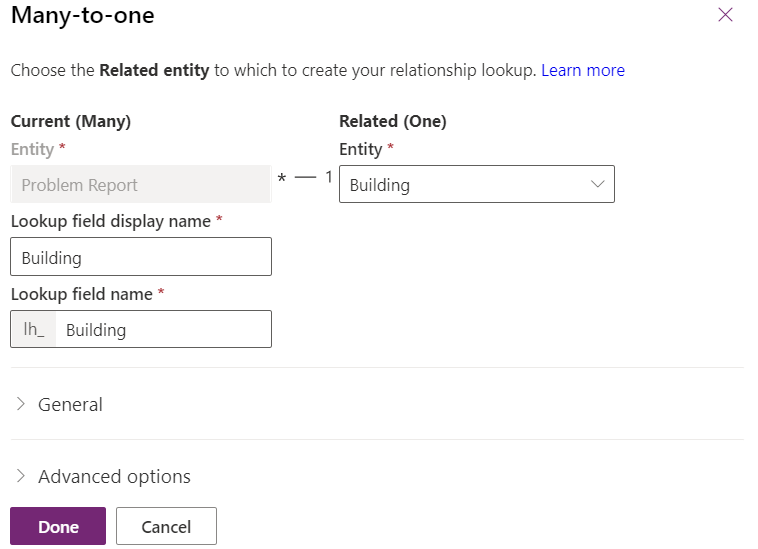 Many-to-one
Choose the Related entity to which to create your relationship lookup. Learn more
Current (Many)
Related (One)
Entity *
Entity *
Problem Report
* — 1
Building
Lookup field display name *
Building
Lookup field name *
lh_ Building
General
Advanced options
Done
Cancel